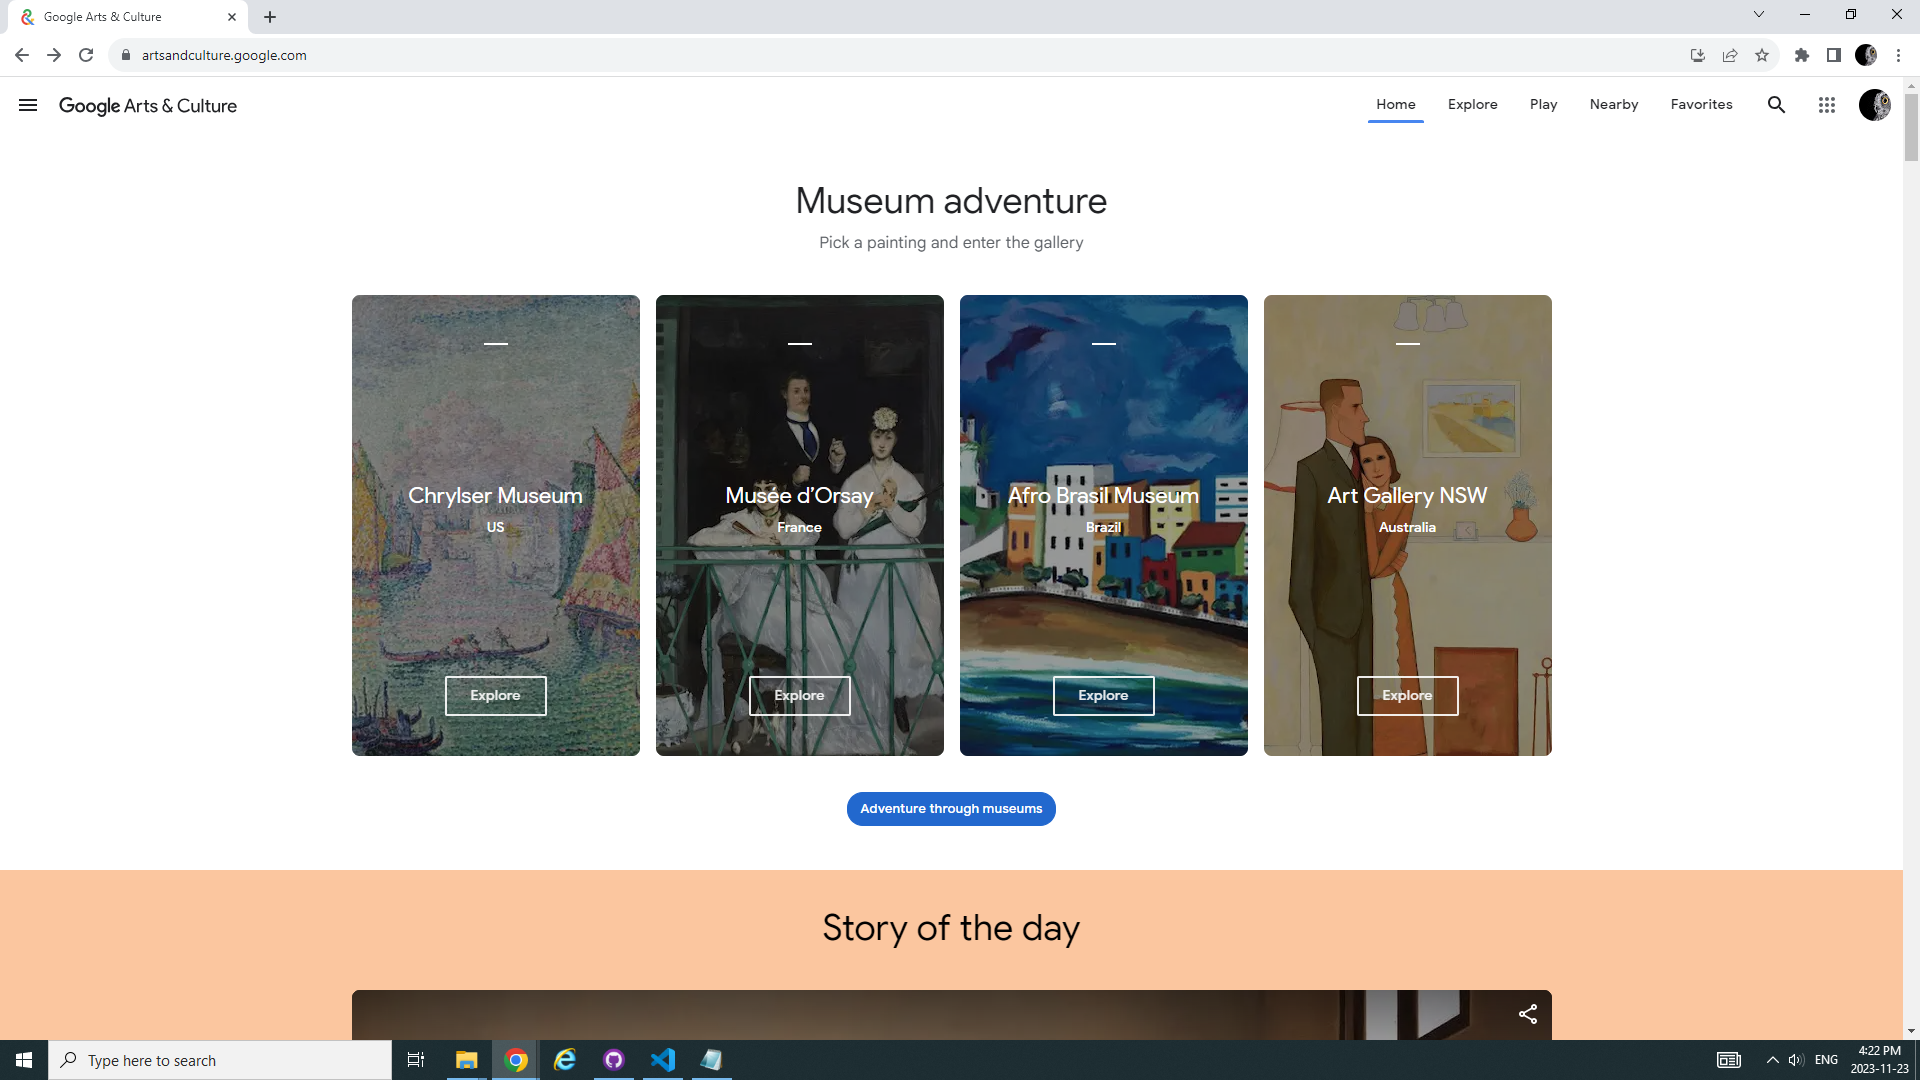 Google Arts & Culture
artsandculture.google.com
Google Arts & Culture
Home
Explore
Play
Nearby
Favorites
Museum adventure
Pick a painting and enter the gallery
Chrylser Museum
US
Explore
Musée d’Orsay
France
Explore
Afro Brasil Museum
Brazil
Explore
Art Gallery NSW
Australia
Explore
Adventure through museums
Story of the day
Type here to search
ENG
4:22 PM
2023-11-23